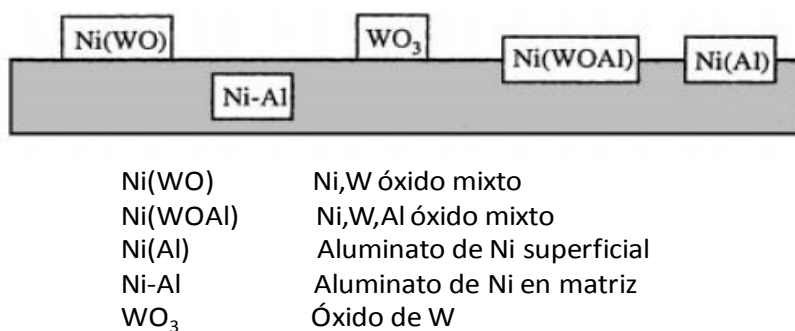 Ni(WO)
WO₃
Ni(WOAl)
Ni(Al)
Ni-Al
Ni(WO) Ni,W óxido mixto
Ni(WOAl) Ni,W,Al óxido mixto
Ni(Al) Aluminato de Ni superficial
Ni-Al Aluminato de Ni en matriz
WO₃ Óxido de W